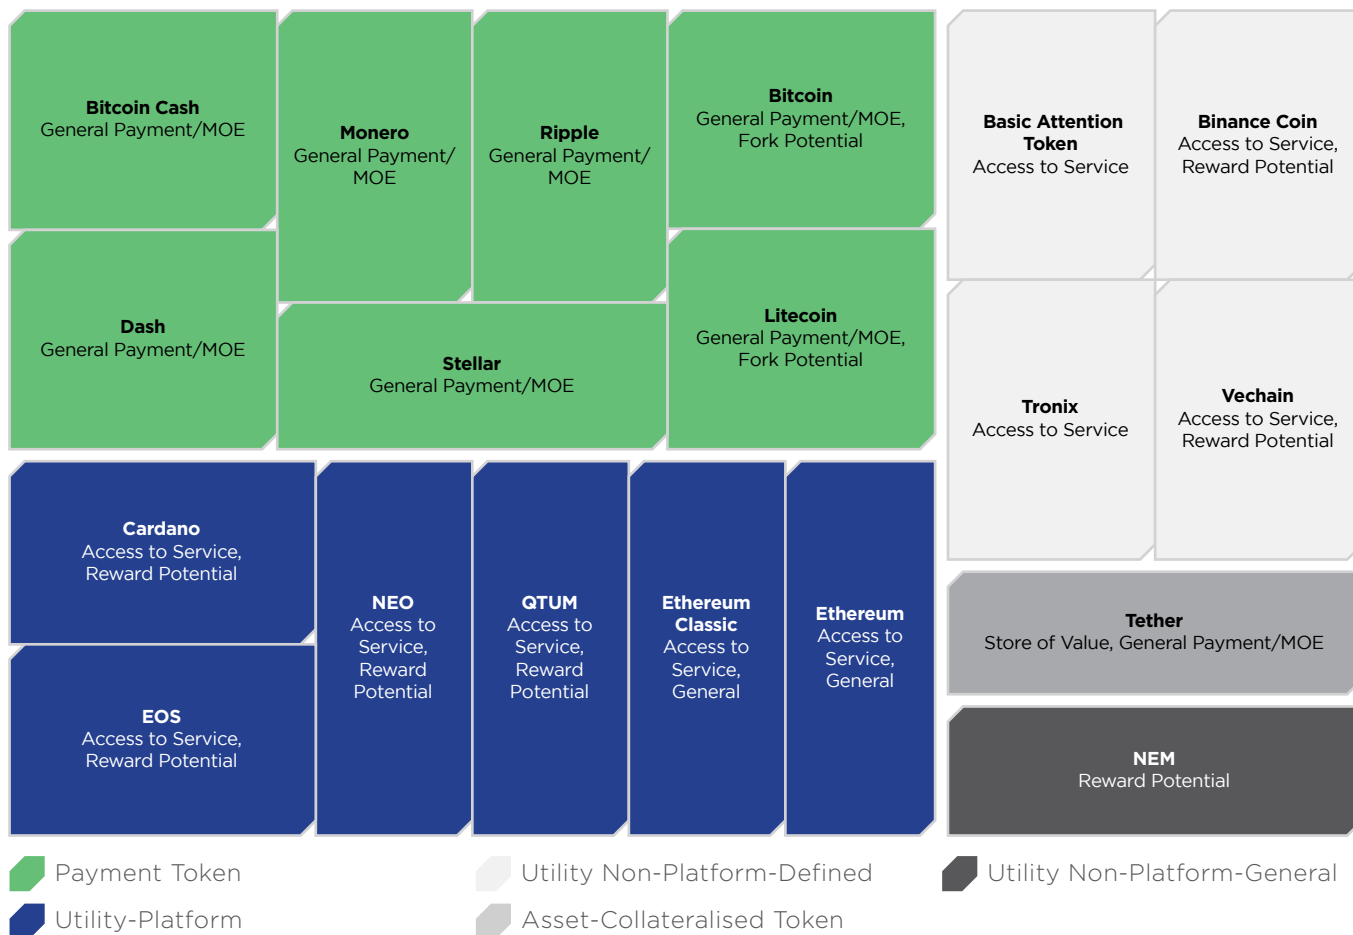 Bitcoin Cash
General Payment/MOE
Monero
General Payment/
MOE
Ripple
General Payment/
MOE
Bitcoin
General Payment/MOE,
Fork Potential
Basic Attention
Token
Access to Service
Binance Coin
Access to Service,
Reward Potential
Dash
General Payment/MOE
Stellar
General Payment/MOE
Litecoin
General Payment/MOE,
Fork Potential
Tronix
Access to Service
Vechain
Access to Service,
Reward Potential
Cardano
Access to Service,
Reward Potential
EOS
Access to Service,
Reward Potential
NEO
Access to
Service,
Reward
Potential
QTUM
Access to
Service,
Reward
Potential
Ethereum
Classic
Access to
Service,
General
Ethereum
Access to
Service,
General
Tether
Store of Value, General Payment/MOE
NEM
Reward Potential
Payment Token
Utility Non-Platform-Defined
Utility Non-Platform-General
Utility-Platform
Asset-Collateralised Token